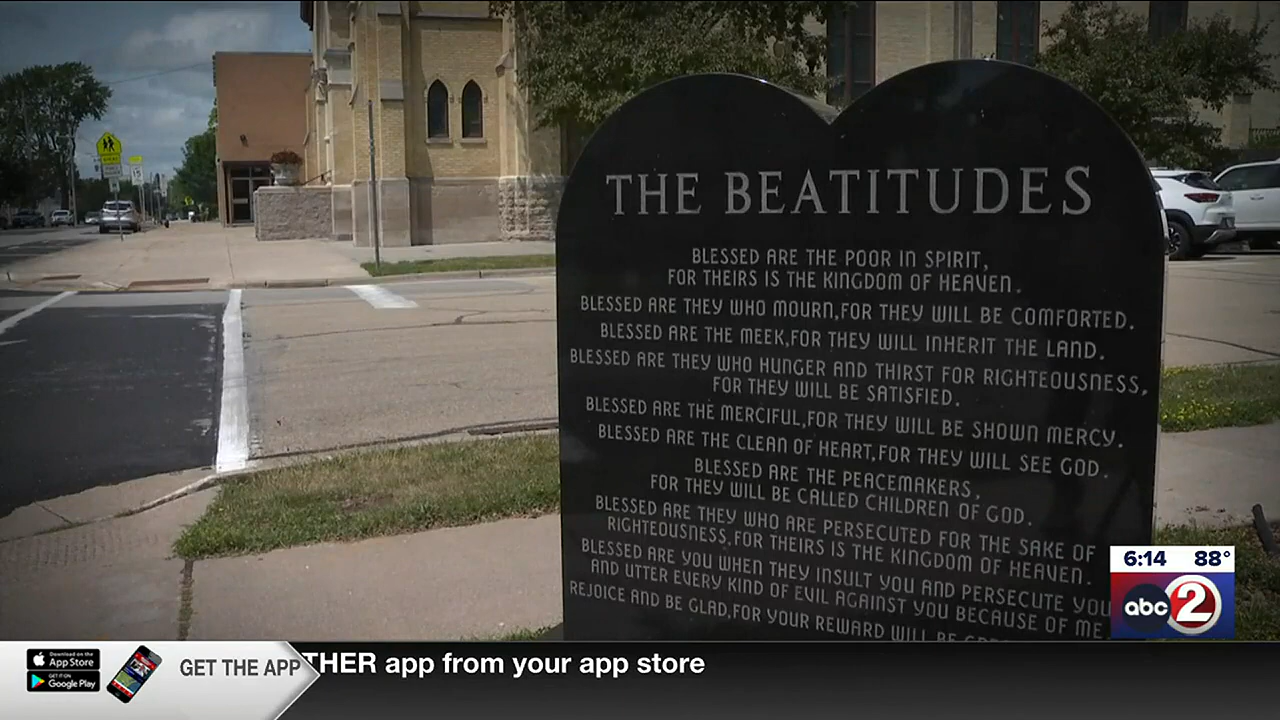 THE BEATITUDES
BLESSED ARE THE POOR IN SPIRIT,
FOR THEIRS IS THE KINGDOM OF HEAVEN.
BLESSED ARE THEY WHO MOURN,FOR THEY WILL BE COMFORTED.
BLESSED ARE THE MEEK,FOR THEY WILL INHERIT THE LAND.
BLESSED ARE THEY WHO HUNGER AND THIRST FOR RIGHTEOUSNESS,
FOR THEY WILL BE SATISFIED.
BLESSED ARE THE MERCIFUL,FOR THEY WILL BE SHOWN MERCY.
BLESSED ARE THE CLEAN OF HEART,FOR THEY WILL SEE GOD.
BLESSED ARE THE PEACEMAKERS,
FOR THEY WILL BE CALLED CHILDREN OF GOD.
BLESSED ARE THEY WHO ARE PERSECUTED FOR THE SAKE OF
RIGHTEOUSNESS,FOR THEIRS IS THE KINGDOM OF HEAVEN.
BLESSED ARE YOU WHEN THEY INSULT YOU AND PERSECUTE YOU
AND UTTER EVERY KIND OF EVIL AGAINST YOU BECAUSE OF ME
REJOICE AND BE GLAD,FOR YOUR REWARD WILL BE
6:14 88°
abc 2
Download on the
App Store
GET IT ON
Google Play
GET THE APP
THER app from your app store